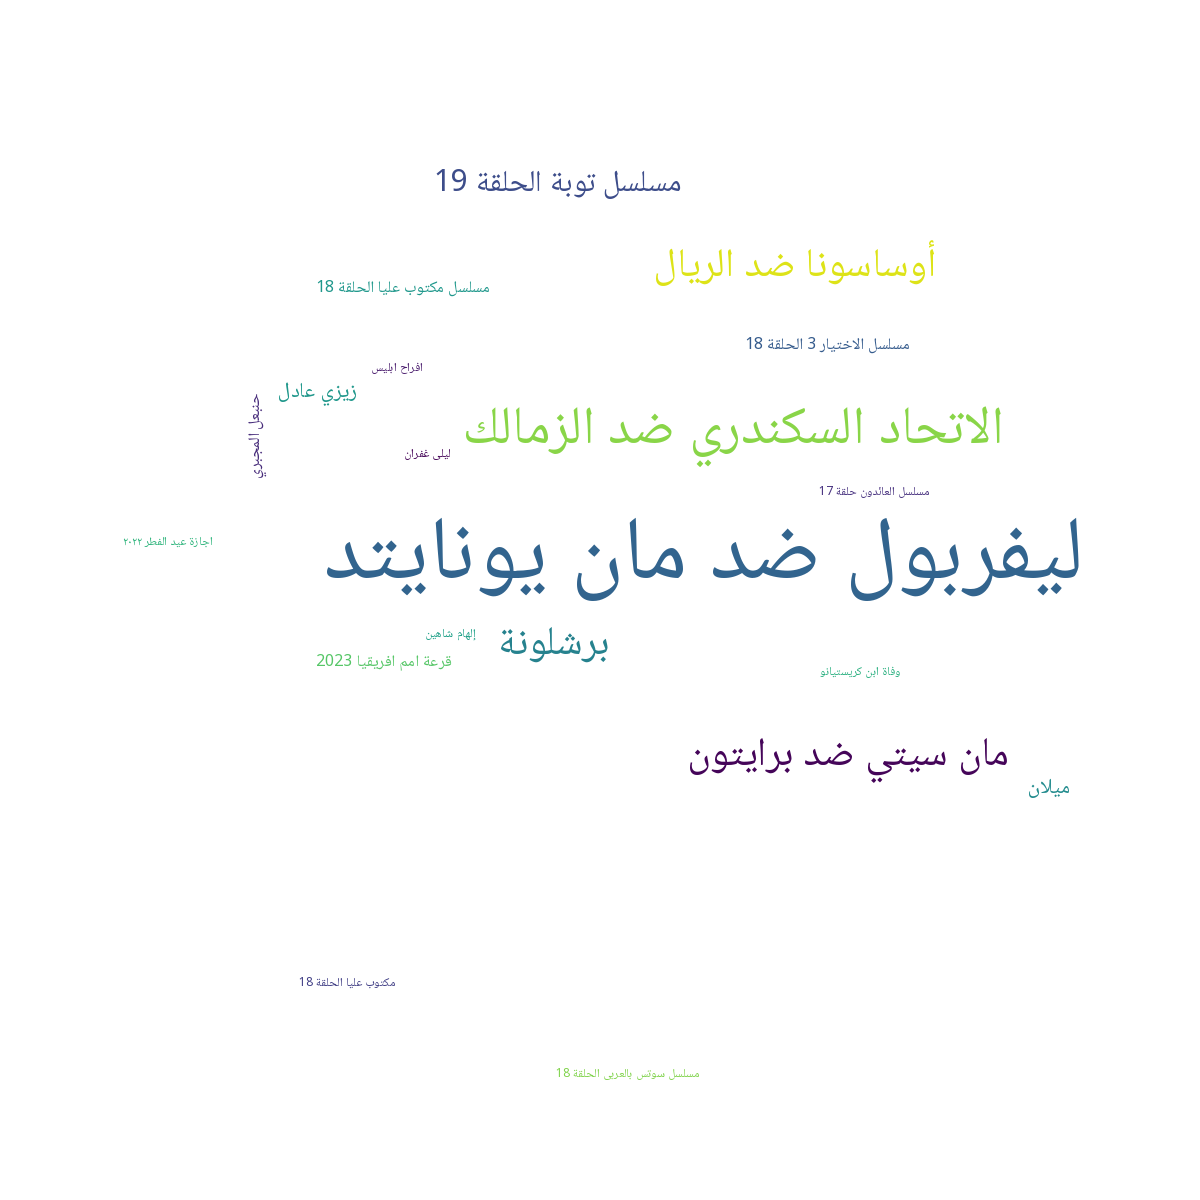 مسلسل توبة الحلقة 19
أوساسونا ضد الريال
مسلسل مكتوب عليا الحلقة 18
مسلسل الاختيار 3 الحلقة 18
افراح ابليس
زيزي عادل
حنبعل المجبري
الاتحاد السكندري ضد الزمالك
ليلى غفران
مسلسل العائدون حلقة 17
ليفربول ضد مان يونايتد
اجازة عيد الفطر ٢٠٢٢
إلهام شاهين
برشلونة
قرعة امم افريقيا 2023
وفاة ابن كريستيانو
مان سيتي ضد برايتون
ميلان
مكتوب عليا الحلقة 18
مسلسل سوتس بالعربى الحلقة 18